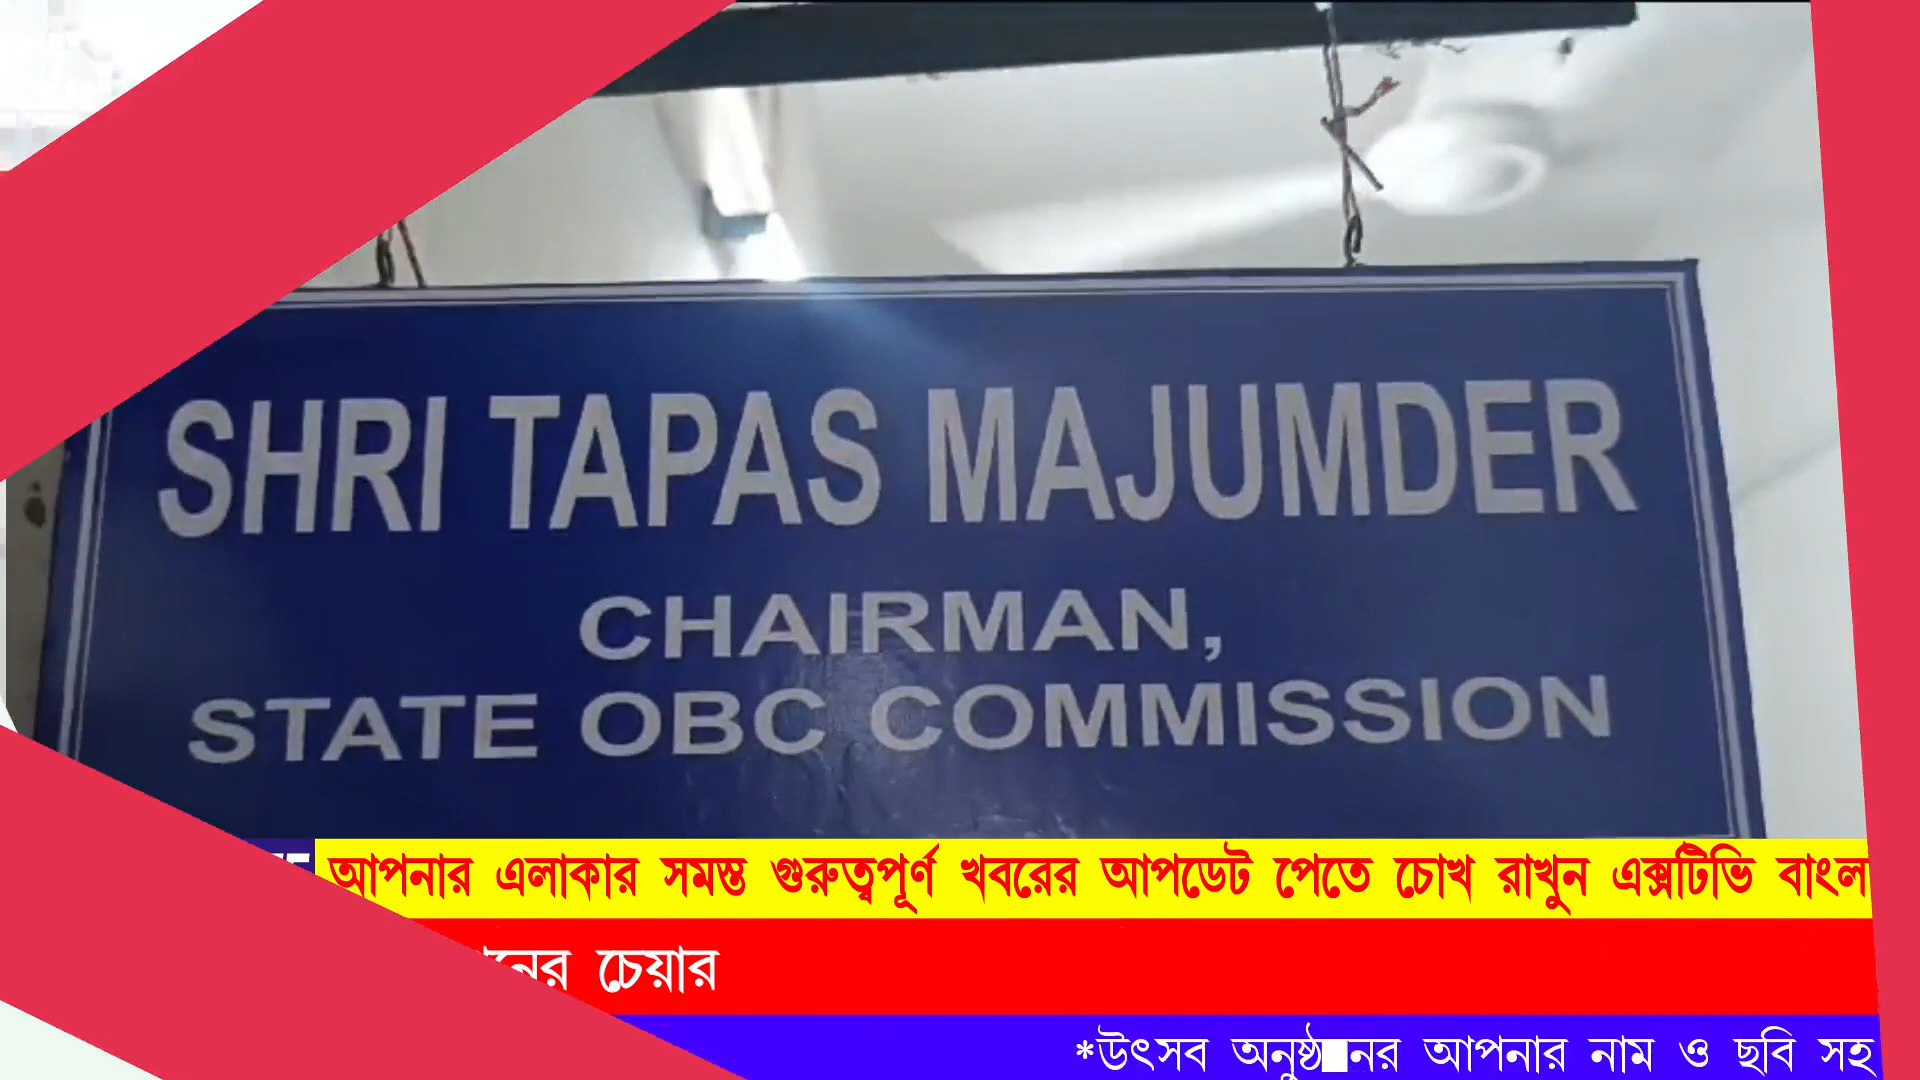 SHRI TAPAS MAJUMDER
CHAIRMAN,
STATE OBC COMMISSION
আপনার এলাকার সমস্ত গুরুত্বপূর্ণ খবরের আপডেট পেতে চোখ রাখুন এক্সটিভি
চেয়ার
*উৎসব আপনার নাম ও ছবি সহ